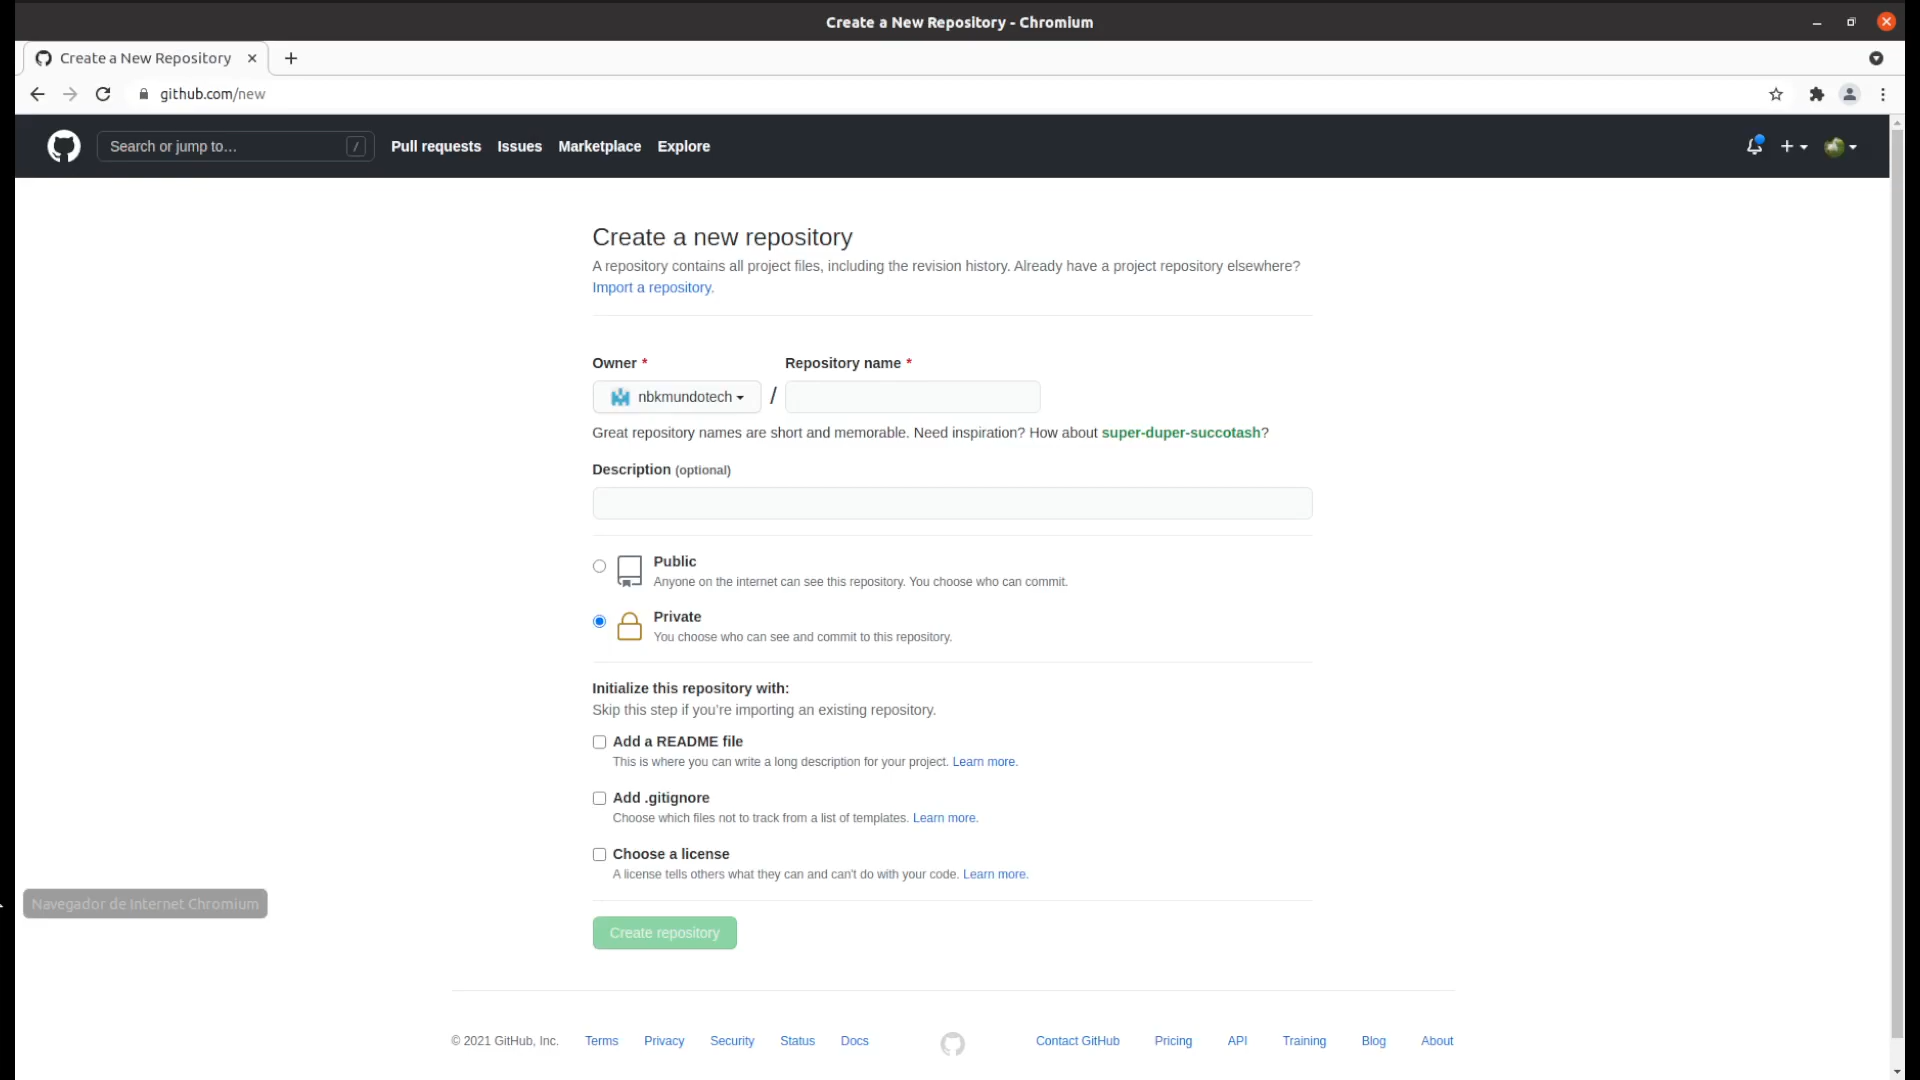 Create a New Repository - Chromium
Create a New Repository
github.com/new
Search or jump to… /
Pull requests Issues Marketplace Explore
Create a new repository
A repository contains all project files, including the revision history. Already have a project repository elsewhere?
Import a repository.
Owner * Repository name *
nbkmundotech /
Great repository names are short and memorable. Need inspiration? How about super-duper-succotash?
Description (optional)
Public
Anyone on the internet can see this repository. You choose who can commit.
Private
You choose who can see and commit to this repository.
Initialize this repository with:
Skip this step if you’re importing an existing repository.
Add a README file
This is where you can write a long description for your project. Learn more.
Add .gitignore
Choose which files not to track from a list of templates. Learn more.
Choose a license
A license tells others what they can and can't do with your code. Learn more.
Navegador de Internet Chromium
Create repository
© 2021 GitHub, Inc. Terms Privacy Security Status Docs Contact GitHub Pricing API Training Blog About